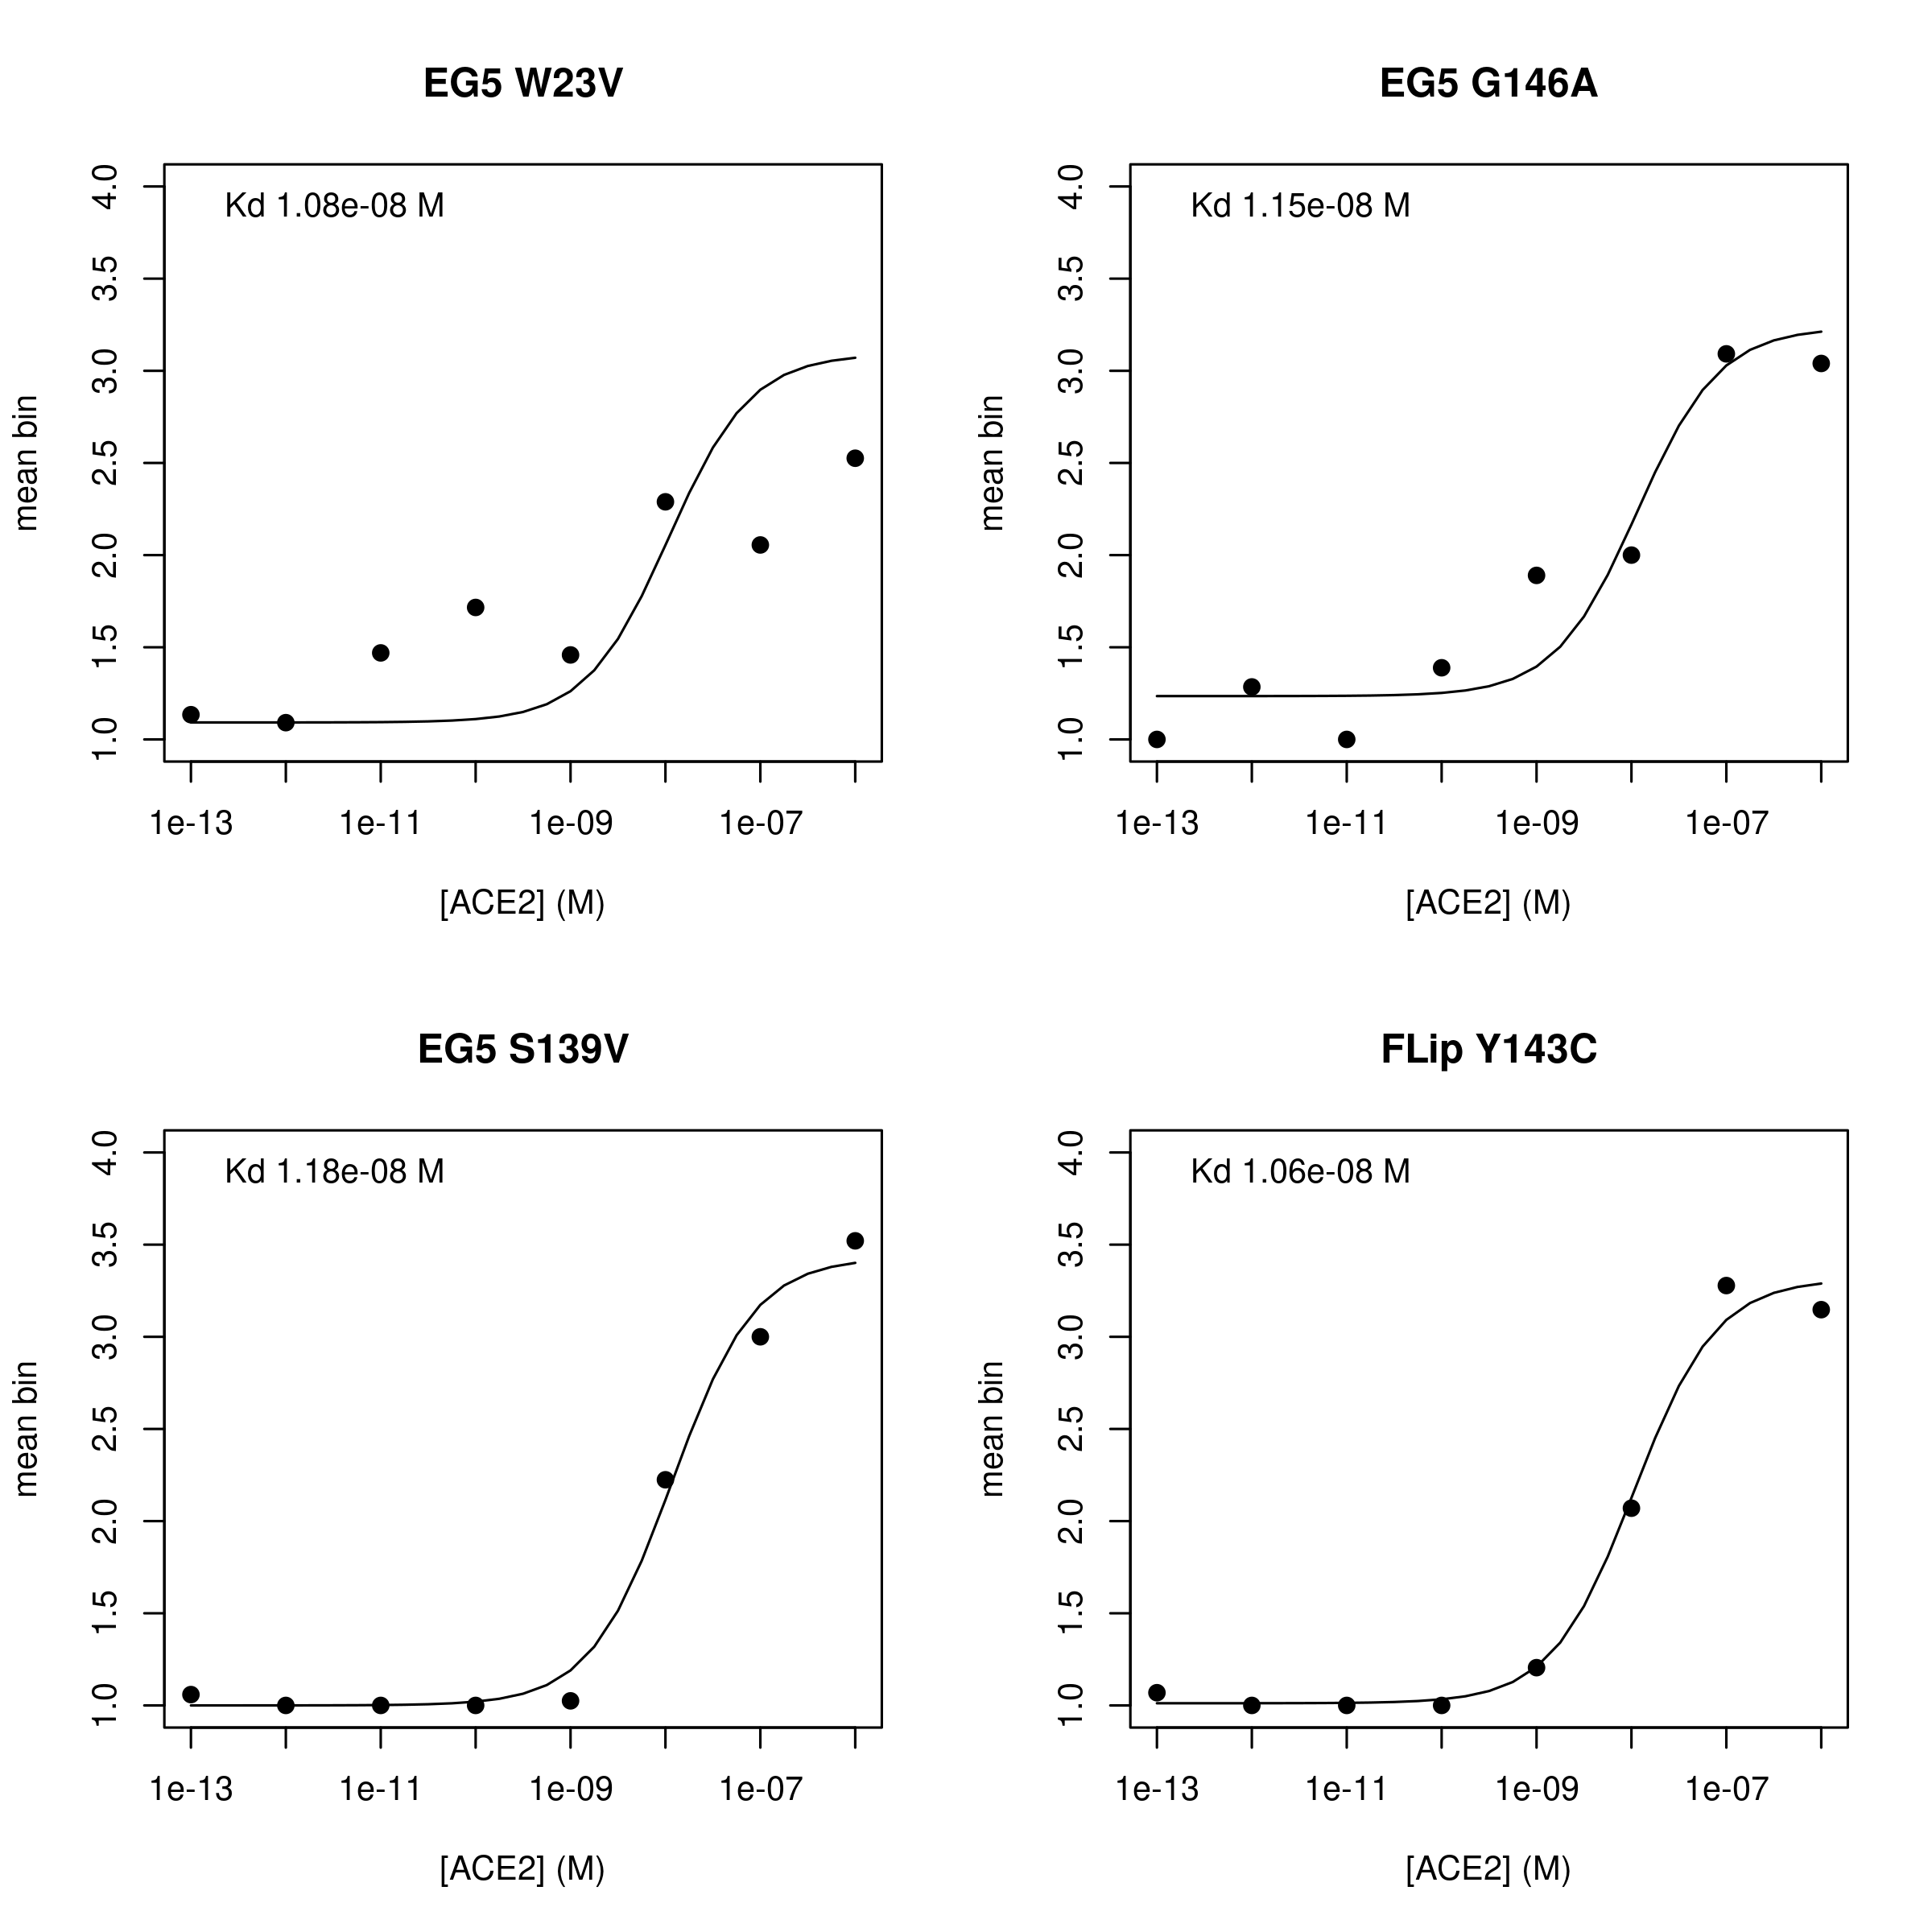 EG5 W23V
Kd 1.08e-08 M
mean bin
4.0
3.5
3.0
2.5
2.0
1.5
1.0
1e-13 1e-11 1e-09 1e-07
[ACE2] (M)
EG5 G146A
Kd 1.15e-08 M
mean bin
4.0
3.5
3.0
2.5
2.0
1.5
1.0
1e-13 1e-11 1e-09 1e-07
[ACE2] (M)
EG5 S139V
Kd 1.18e-08 M
mean bin
4.0
3.5
3.0
2.5
2.0
1.5
1.0
1e-13 1e-11 1e-09 1e-07
[ACE2] (M)
FLip Y143C
Kd 1.06e-08 M
mean bin
4.0
3.5
3.0
2.5
2.0
1.5
1.0
1e-13 1e-11 1e-09 1e-07
[ACE2] (M)